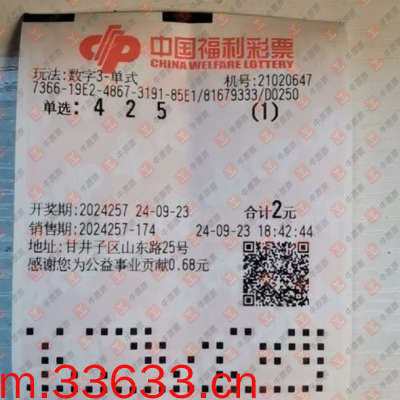 中国福利彩票
CHINA WELFARE LOTTERY
玩法:数字3-单式 机号:21020647
7366-19E2-4867-3191-85E1/81679333/D0250
单选: 4 2 5 (1)
开奖期:2024257 24-09-23 合计2元
销售期:2024257-174 24-09-23 18:42:44
地址:甘井子区山东路25号
感谢您为公益事业贡献0.68元
m.33633.cn